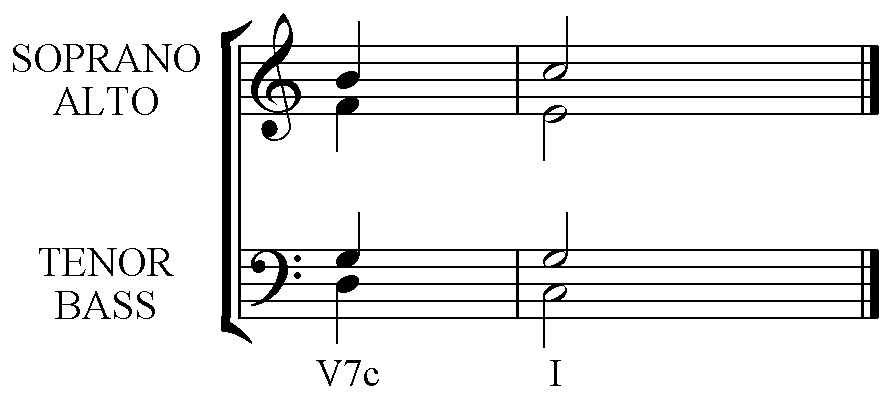 SOPRANO
ALTO
TENOR
BASS
V7c I